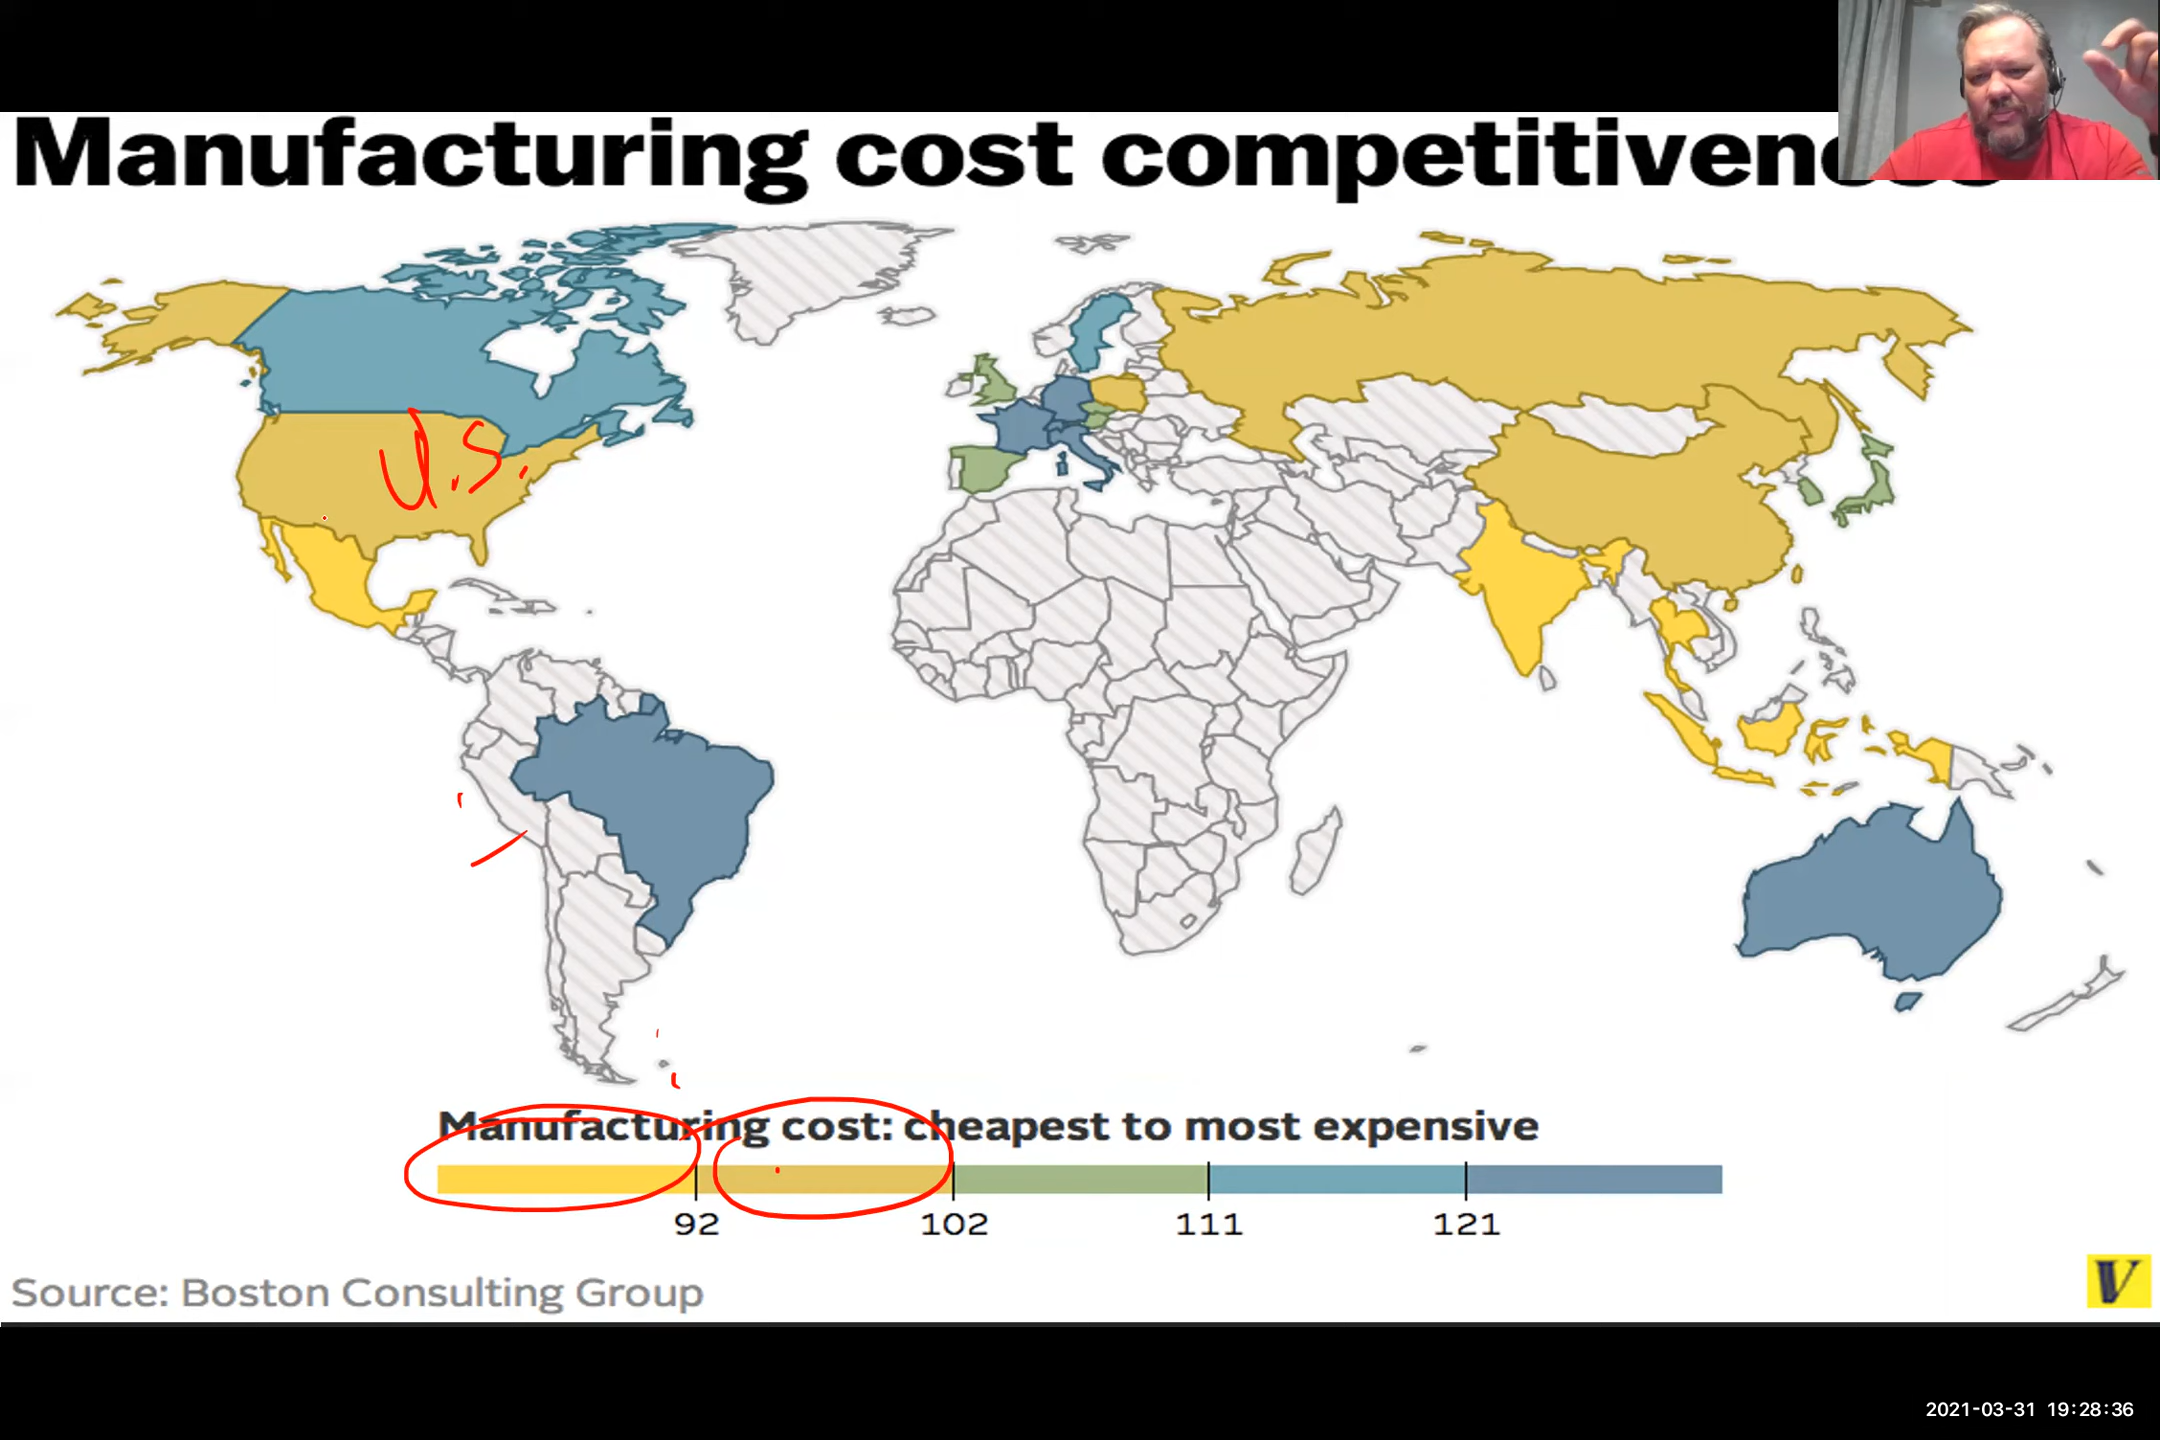 Manufacturing cost competitivene
U.S.
Manufacturing cost: cheapest to most expensive
92 102 111 121
Source: Boston Consulting Group
V
2021-03-31 19:28:36